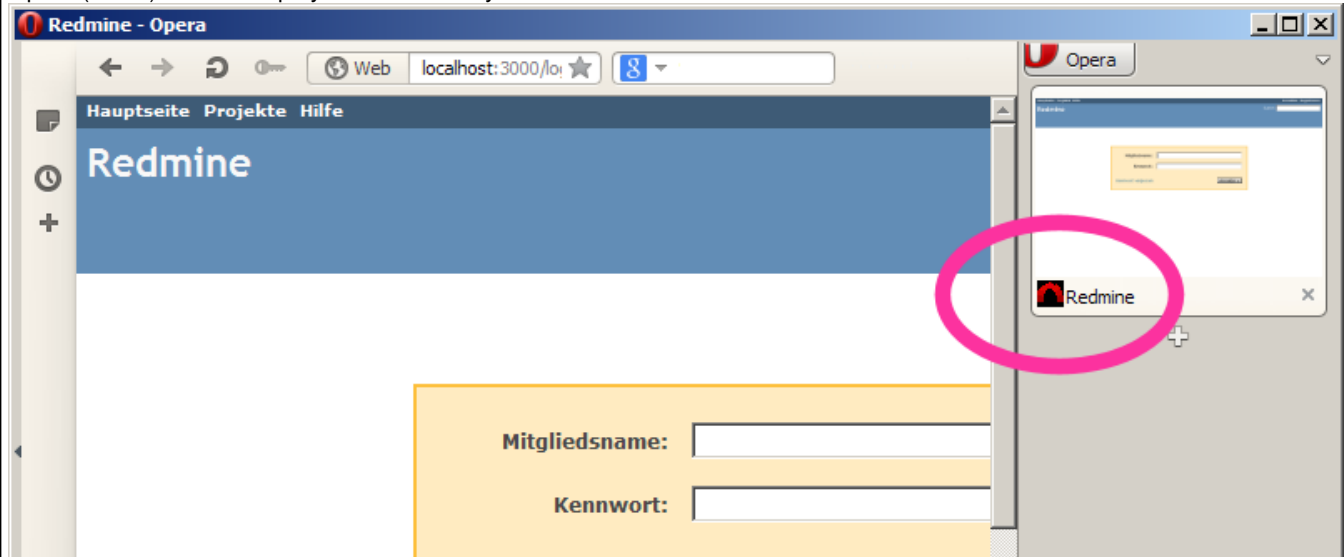 Redmine - Opera
Web localhost:3000/lo
Opera
Hauptseite Projekte Hilfe
Redmine
Redmine
Mitgliedsname:
Kennwort: